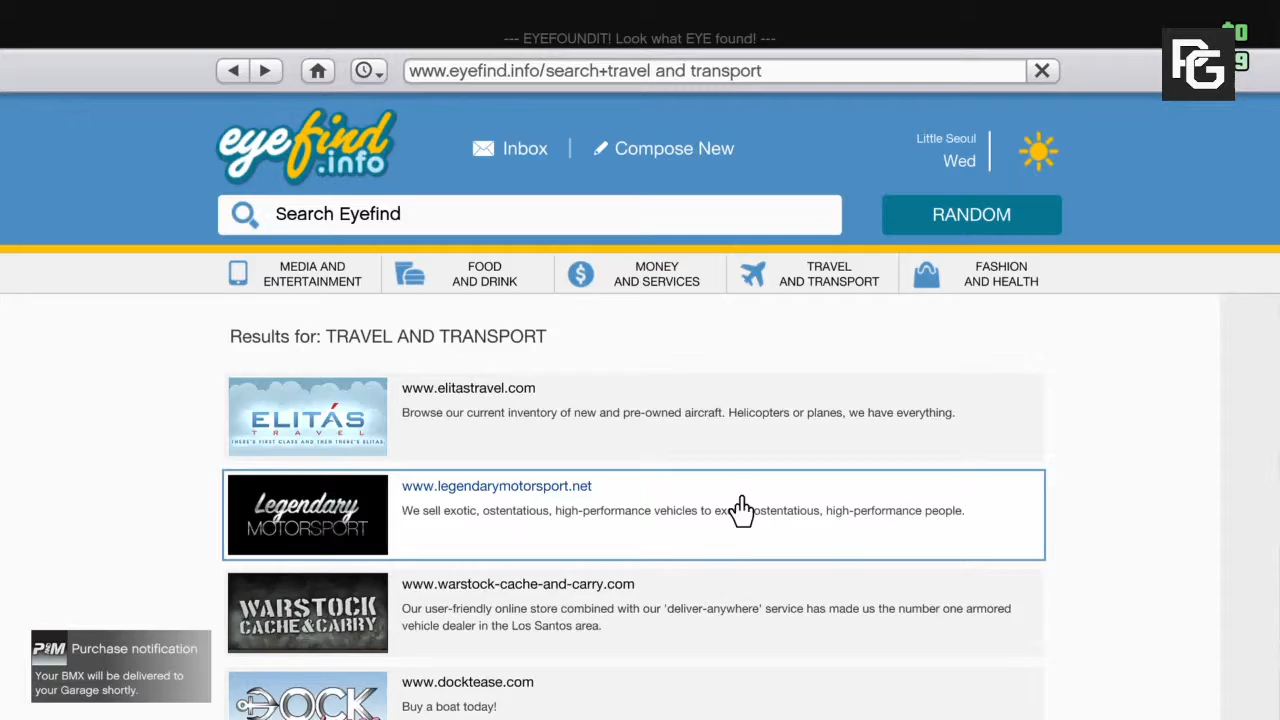 --- EYEFOUNDIT! Look what EYE found! ---
www.eyefind.info/search+travel and transport
eyefind
.info
Inbox
Compose New
Little Seoul
Wed
Search Eyefind
RANDOM
MEDIA AND
ENTERTAINMENT
FOOD
AND DRINK
MONEY
AND SERVICES
TRAVEL
AND TRANSPORT
FASHION
AND HEALTH
Results for: TRAVEL AND TRANSPORT
ELITÁS
TRAVEL
THERE'S FIRST CLASS AND THEN THERE'S ELITAS.
www.elitastravel.com
Browse our current inventory of new and pre-owned aircraft. Helicopters or planes, we have everything.
Legendary
MOTORSPORT
www.legendarymotorsport.net
We sell exotic, ostentatious, high-performance vehicles to ostentatious, high-performance people.
WARSTOCK
CACHE & CARRY
www.warstock-cache-and-carry.com
Our user-friendly online store combined with our 'deliver-anywhere' service has made us the number one armored
vehicle dealer in the Los Santos area.
DOCK
www.docktease.com
Buy a boat today!
P&M Purchase notification
Your BMX will be delivered to
your Garage shortly.
PG